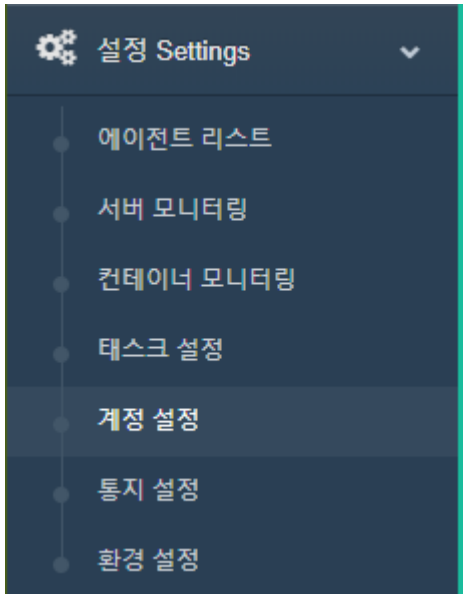 설정 Settings
에이전트 리스트
서버 모니터링
컨테이너 모니터링
태스크 설정
계정 설정
통지 설정
환경 설정